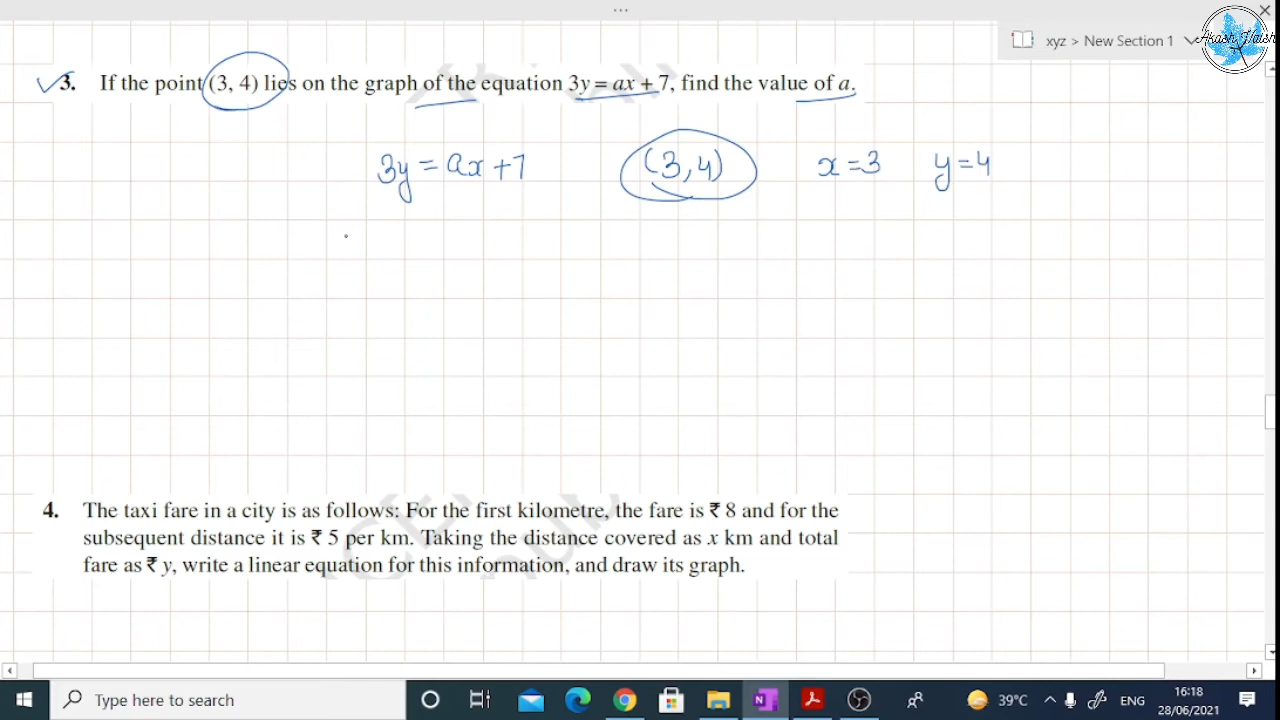 xyz > New Section 1
Akash Tyagi
3. If the point (3, 4) lies on the graph of the equation 3y = ax + 7, find the value of a.
3y = ax + 7 (3, 4) x = 3 y = 4
4. The taxi fare in a city is as follows: For the first kilometre, the fare is ₹ 8 and for the
subsequent distance it is ₹ 5 per km. Taking the distance covered as x km and total
fare as ₹ y, write a linear equation for this information, and draw its graph.
Type here to search
39°C
ENG
16:18
28/06/2021